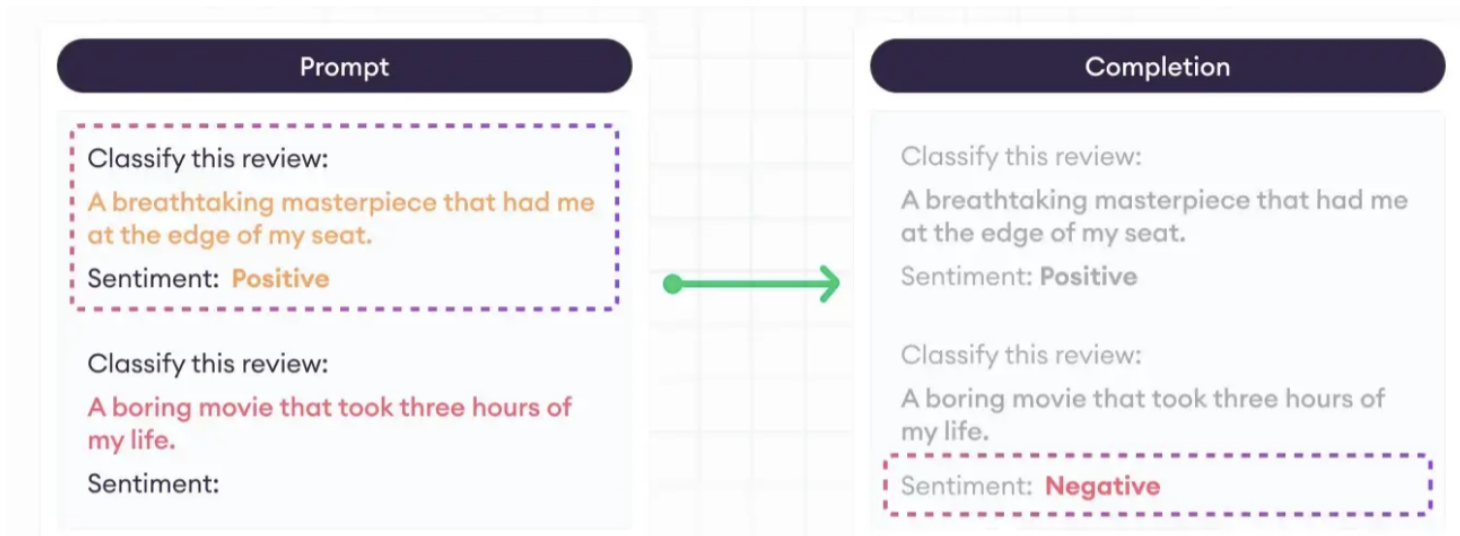 Prompt
Classify this review:
A breathtaking masterpiece that had me
at the edge of my seat.
Sentiment: Positive
Classify this review:
A boring movie that took three hours of
my life.
Sentiment:
Completion
Classify this review:
A breathtaking masterpiece that had me
at the edge of my seat.
Sentiment: Positive
Classify this review:
A boring movie that took three hours of
my life.
Sentiment: Negative